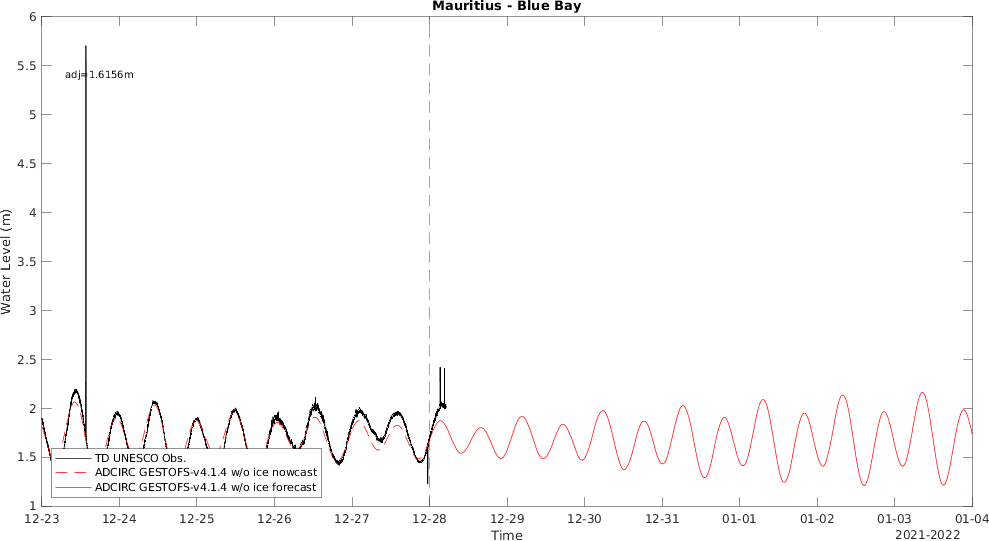 Mauritius - Blue Bay
6
5.5
5
4.5
4
3.5
3
2.5
2
1.5
1
Water Level (m)
adj=1.6156m
TD UNESCO Obs.
ADCIRC GESTOFS-v4.1.4 w/o ice nowcast
ADCIRC GESTOFS-v4.1.4 w/o ice forecast
12-23 12-24 12-25 12-26 12-27 12-28 12-29 12-30 12-31 01-01 01-02 01-03 01-04
Time
2021-2022